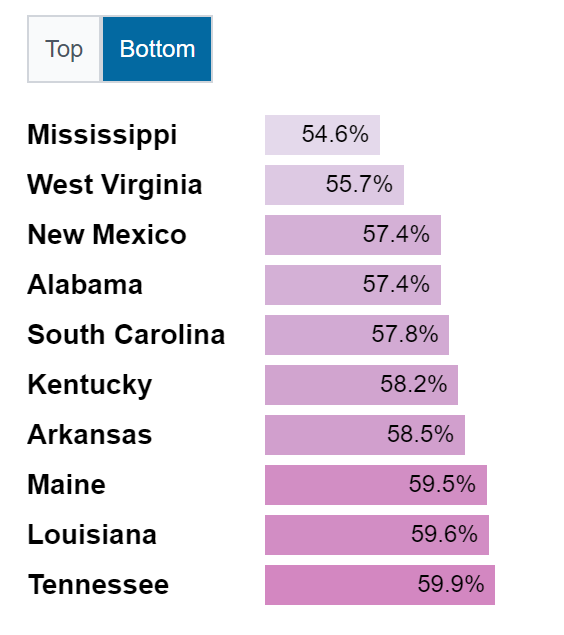 Top Bottom
Mississippi 54.6%
West Virginia 55.7%
New Mexico 57.4%
Alabama 57.4%
South Carolina 57.8%
Kentucky 58.2%
Arkansas 58.5%
Maine 59.5%
Louisiana 59.6%
Tennessee 59.9%